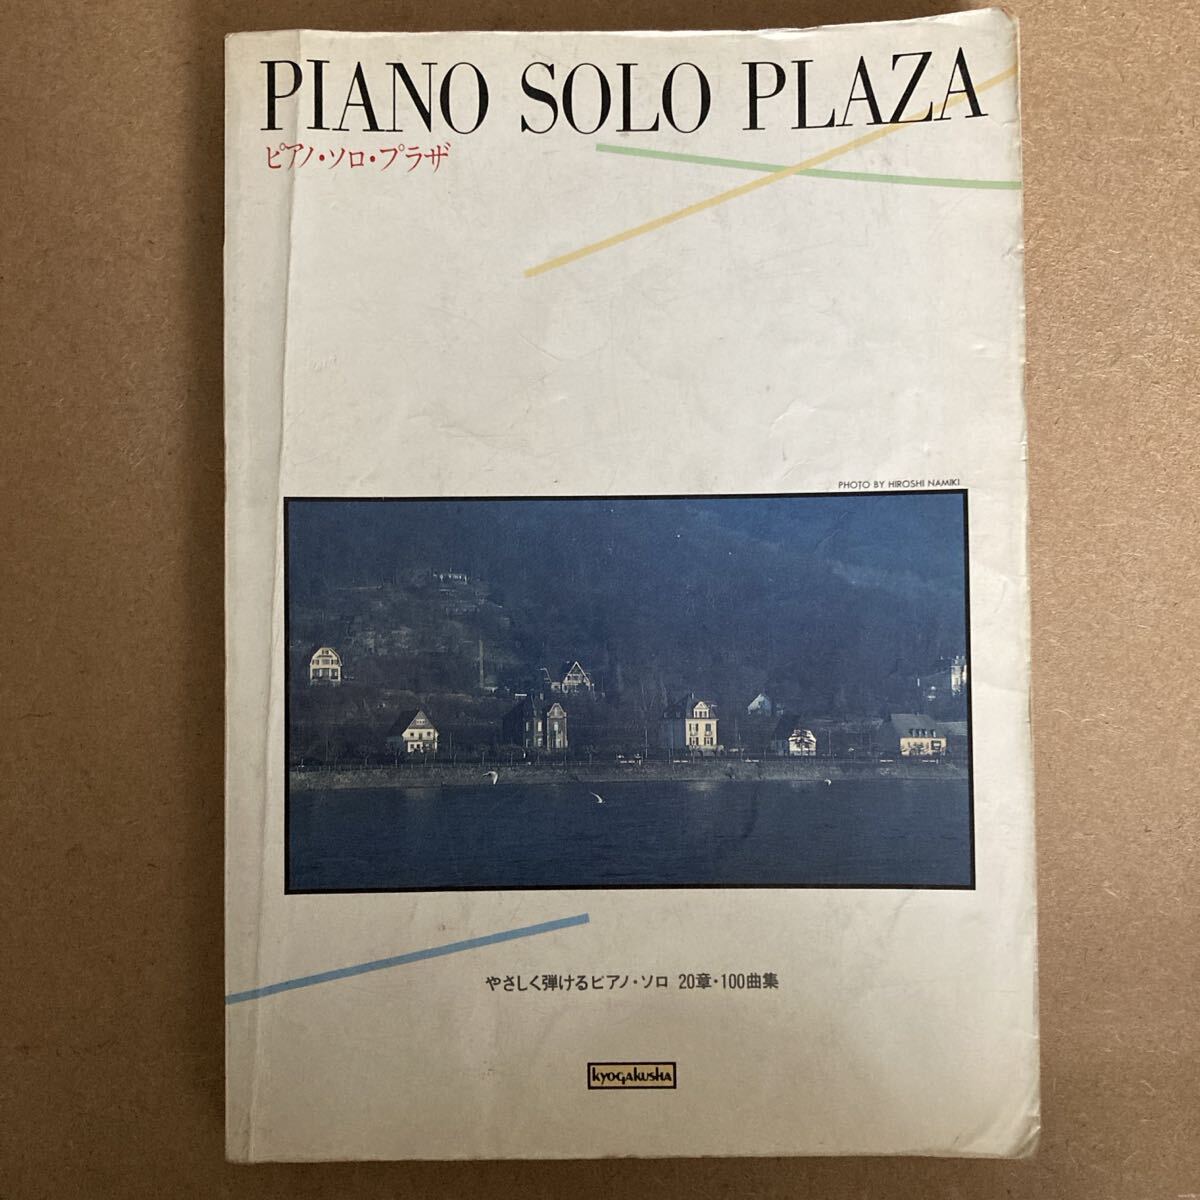 PIANO SOLO PLAZA
ピアノ・ソロ・プラザ
PHOTO BY HIROSHI NAMIKI
やさしく弾けるピアノ・ソロ 20章・100曲集
KYOGAKUSHA